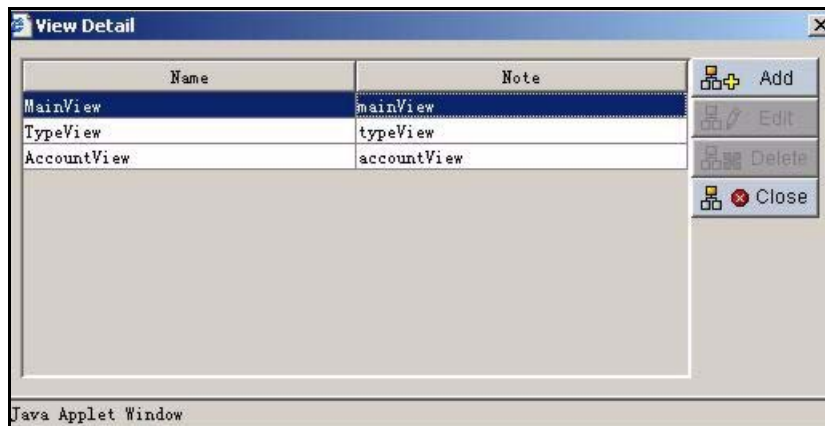 View Detail
Name Note
MainView mainView
TypeView typeView
AccountView accountView
Add
Edit
Delete
Close
Java Applet Window